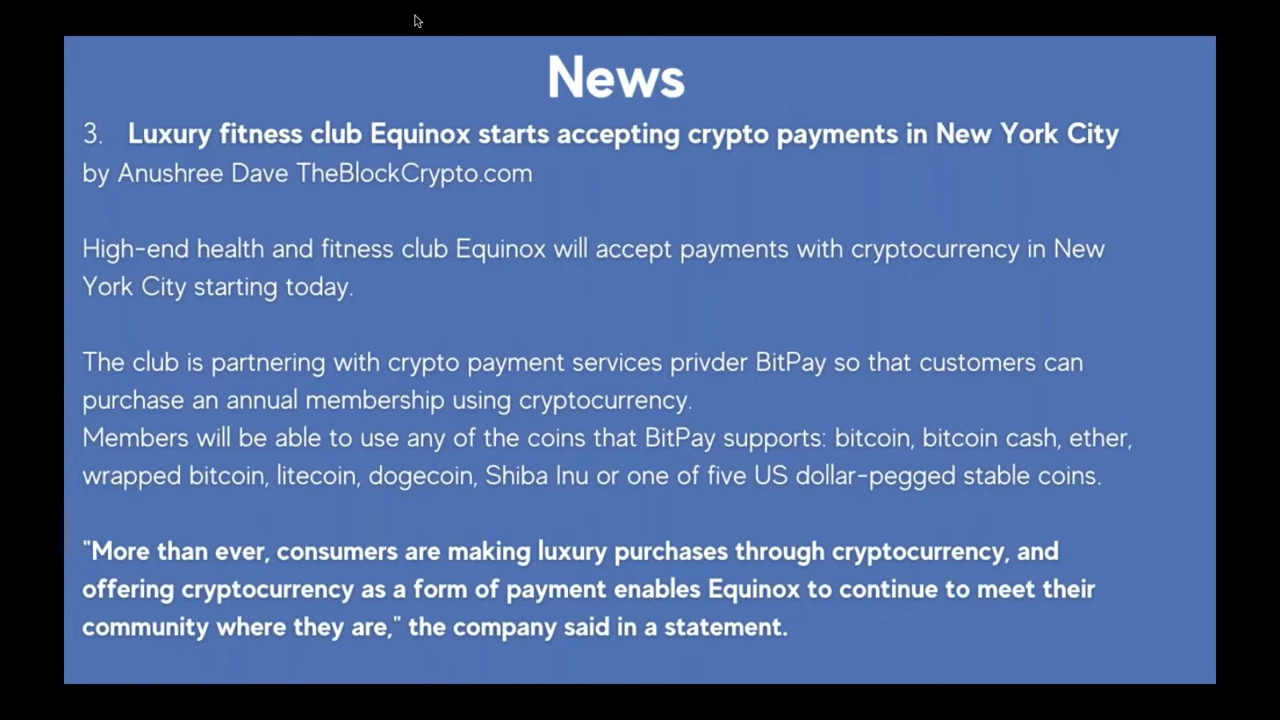 News
3. Luxury fitness club Equinox starts accepting crypto payments in New York City
by Anushree Dave TheBlockCrypto.com
High-end health and fitness club Equinox will accept payments with cryptocurrency in New
York City starting today.
The club is partnering with crypto payment services privder BitPay so that customers can
purchase an annual membership using cryptocurrency.
Members will be able to use any of the coins that BitPay supports: bitcoin, bitcoin cash, ether,
wrapped bitcoin, litecoin, dogecoin, Shiba Inu or one of five US dollar-pegged stable coins.
"More than ever, consumers are making luxury purchases through cryptocurrency, and
offering cryptocurrency as a form of payment enables Equinox to continue to meet their
community where they are," the company said in a statement.